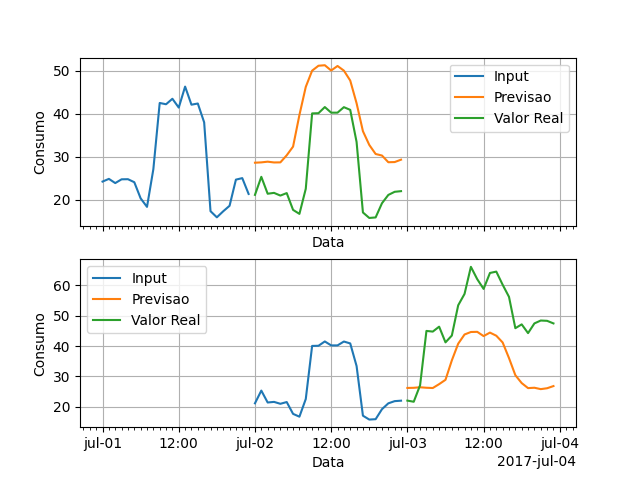 50
40
30
20
Consumo
Input
Previsao
Valor Real
Data
60
50
40
30
20
Consumo
Input
Previsao
Valor Real
jul-01 12:00 jul-02 12:00 jul-03 12:00 jul-04
Data 2017-jul-04